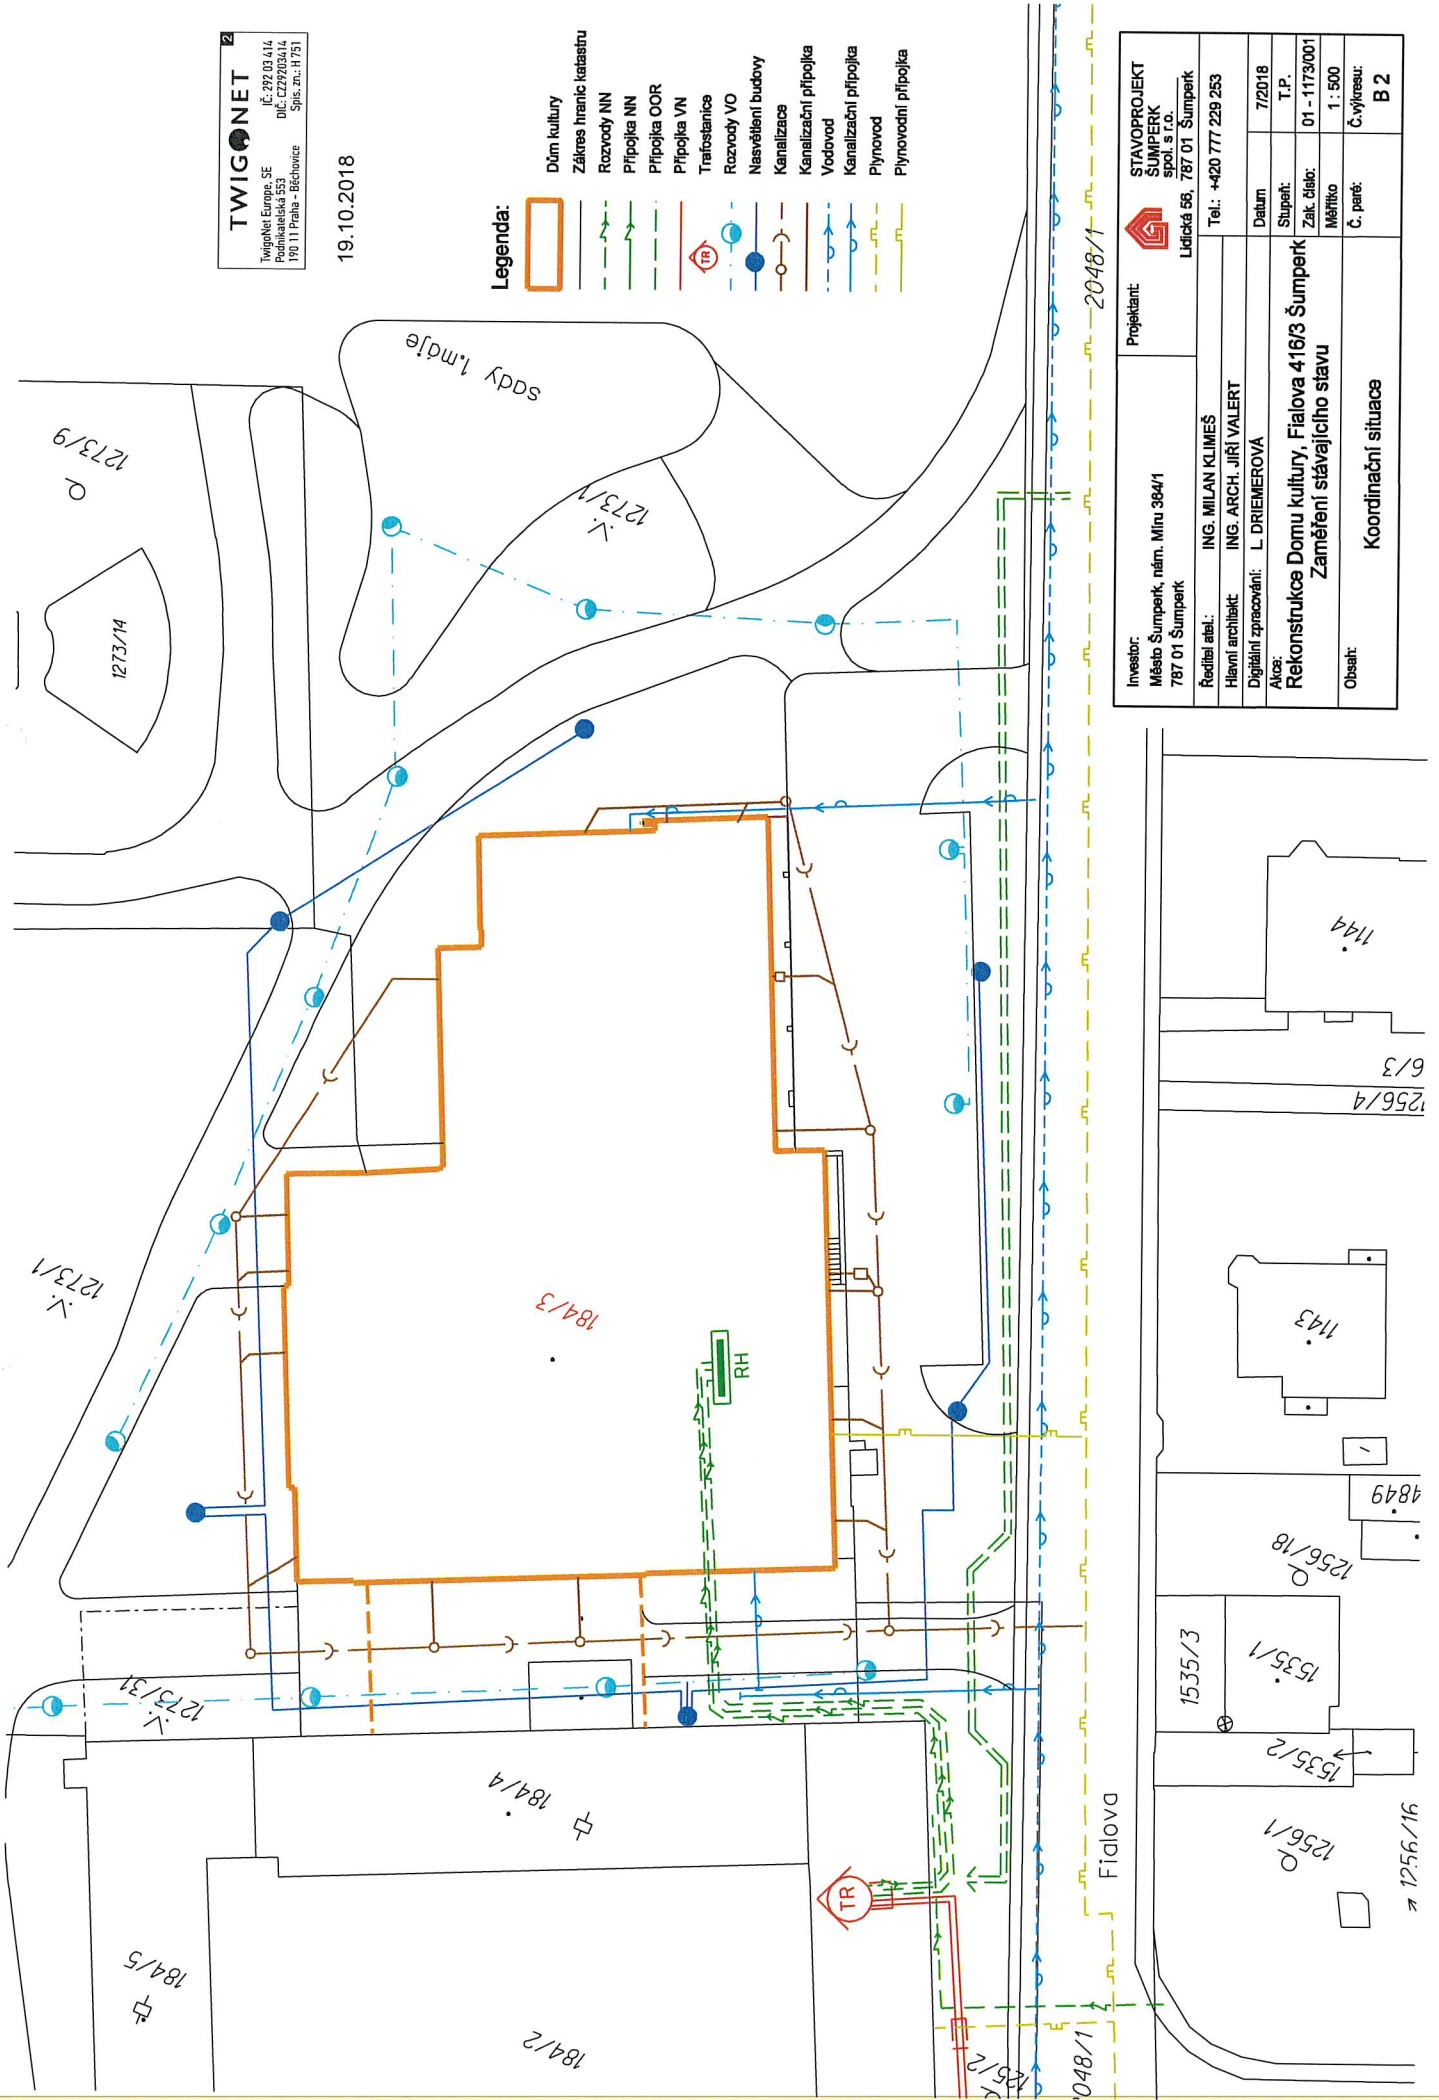 TWIGONET
2
TwigoNet Europe, SE
Podnikatelská 553
190 11 Praha - Běchovice
IČ: 292 03 414
DIČ: CZ29203414
Spis. zn.: H 751
19.10.2018
Legenda:
Dům kultury
Zákres hranic katastru
Rozvody NN
Přípojka NN
Přípojka OOR
Přípojka VN
TR
Trafostanice
Rozvody VO
Nasvětlení budovy
Kanalizace
Kanalizační přípojka
Vodovod
Kanalizační přípojka
Plynovod
Plynovodní přípojka
1273/9
1273/14
sady 1.máje
1273/1
1273/1
1273/31
184/3
RH
184/4
184/5
184/2
TR
125/2
2048/1
2048/1
Fialova
1144
6/3
1256/4
1143
4849
1256/18
1535/3
1535/1
1535/2
1256/1
1256/16
Investor:
Město Šumperk, nám. Míru 364/1
787 01 Šumperk
Projektant:
STAVOPROJEKT
ŠUMPERK
spol. s r.o.
Lidická 56, 787 01 Šumperk
Ředitel atel.: ING. MILAN KLIMEŠ
Tel.: +420 777 229 253
Hlavní architekt: ING. ARCH. JIŘÍ VALERT
Digitální zpracování: L. DRIEMEROVÁ
Datum 7/2018
Akce:
Rekonstrukce Domu kultury, Fialova 416/3 Šumperk
Zaměření stávajícího stavu
Stupeň: T.P.
Zak. číslo: 01 - 1173/001
Měřítko 1 : 500
Obsah:
Koordinační situace
Č. paré:
Č.výkresu:
B 2